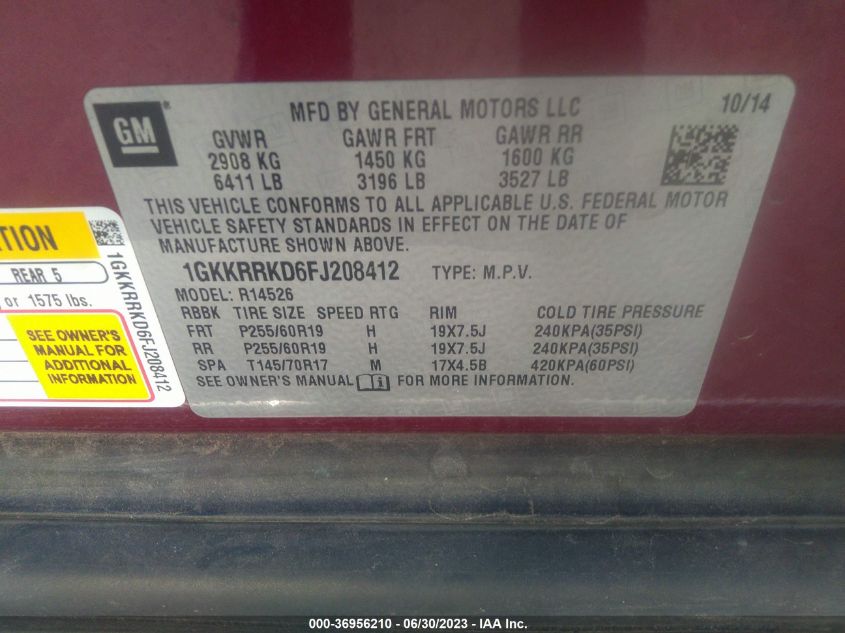 GM
MFD BY GENERAL MOTORS LLC 10/14
GVWR GAWR FRT GAWR RR
2908 KG 1450 KG 1600 KG
6411 LB 3196 LB 3527 LB
THIS VEHICLE CONFORMS TO ALL APPLICABLE U.S. FEDERAL MOTOR
VEHICLE SAFETY STANDARDS IN EFFECT ON THE DATE OF
MANUFACTURE SHOWN ABOVE.
1GKKRRKD6FJ208412 TYPE: M.P.V.
MODEL: R14526
RBBK TIRE SIZE SPEED RTG RIM COLD TIRE PRESSURE
FRT P255/60R19 H 19X7.5J 240KPA(35PSI)
RR P255/60R19 H 19X7.5J 240KPA(35PSI)
SPA T145/70R17 M 17X4.5B 420KPA(60PSI)
SEE OWNER'S MANUAL FOR MORE INFORMATION.
REAR 5
or 1575 lbs.
SEE OWNER'S
MANUAL FOR
ADDITIONAL
INFORMATION
1GKKRRKD6FJ208412
000-36956210 - 06/30/2023 - IAA Inc.